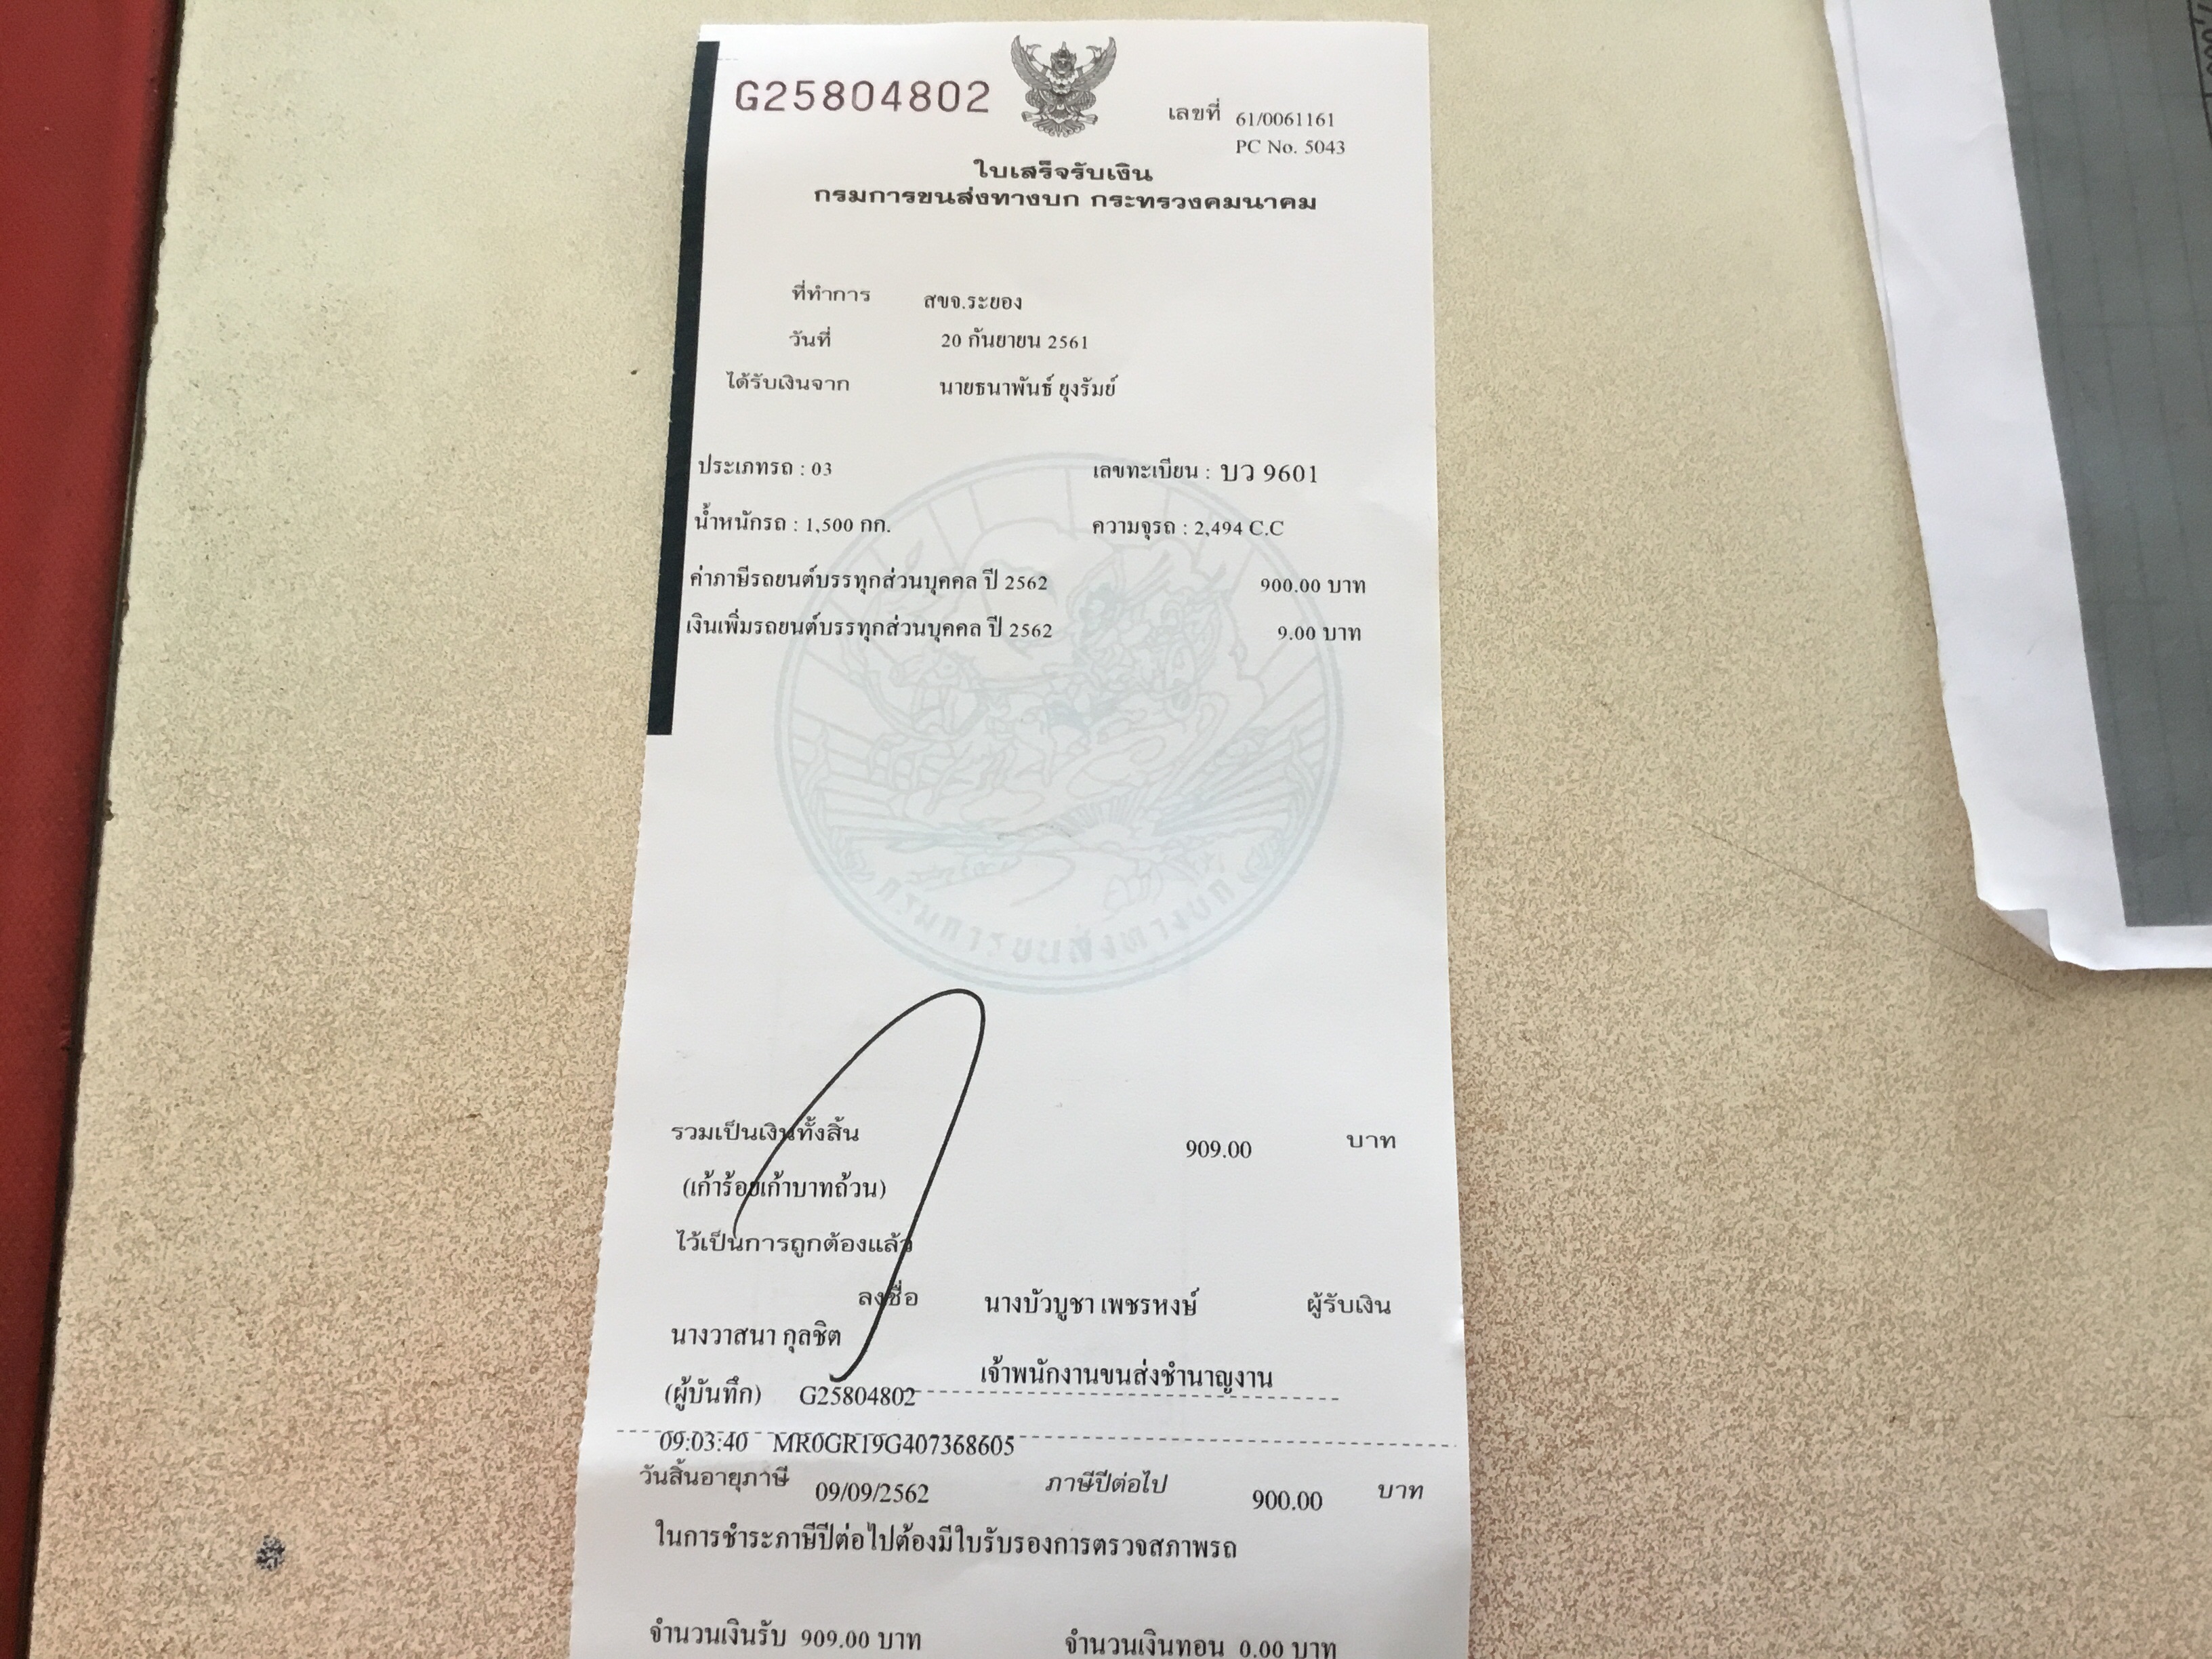 G25804802
เลขที่ 61/0061161
PC No. 5043
ใบเสร็จรับเงิน
กรมการขนส่งทางบก กระทรวงคมนาคม
ที่ทำการ สขจ.ระยอง
วันที่ 20 กันยายน 2561
ได้รับเงินจาก นายธนาพันธ์ ยุงรัมย์
ประเภทรถ : 03 เลขทะเบียน : บว 9601
น้ำหนักรถ : 1,500 กก. ความจุรถ : 2,494 C.C
ค่าภาษีรถยนต์บรรทุกส่วนบุคคล ปี 2562 900.00 บาท
เงินเพิ่มรถยนต์บรรทุกส่วนบุคคล ปี 2562 9.00 บาท
กรมการขนส่งทางบก
รวมเป็นเงินทั้งสิ้น 909.00 บาท
(เก้าร้อยเก้าบาทถ้วน)
ไว้เป็นการถูกต้องแล้ว
ลงชื่อ นางบัวบูชา เพชรหงษ์ ผู้รับเงิน
นางวาสนา กุลชิต
เจ้าพนักงานขนส่งชำนาญงาน
(ผู้บันทึก) G25804802
09:03:40 MR0GR19G407368605
วันสิ้นอายุภาษี 09/09/2562 ภาษีปีต่อไป 900.00 บาท
ในการชำระภาษีปีต่อไปต้องมีใบรับรองการตรวจสภาพรถ
จำนวนเงินรับ 909.00 บาท จำนวนเงินทอน 0.00 บาท